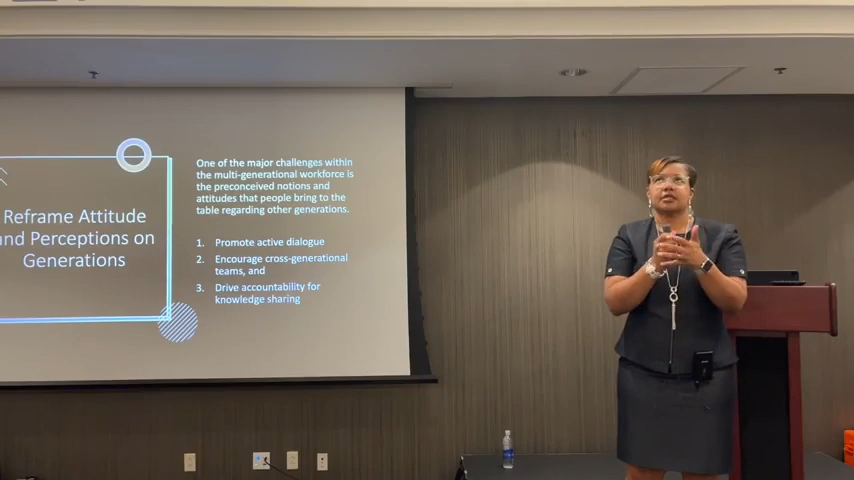 Reframe Attitude
and Perceptions on
Generations
One of the major challenges within
the multi-generational workforce is
the preconceived notions and
attitudes that people bring to the
table regarding other generations.
1. Promote active dialogue
2. Encourage cross-generational
teams, and
3. Drive accountability for
knowledge sharing